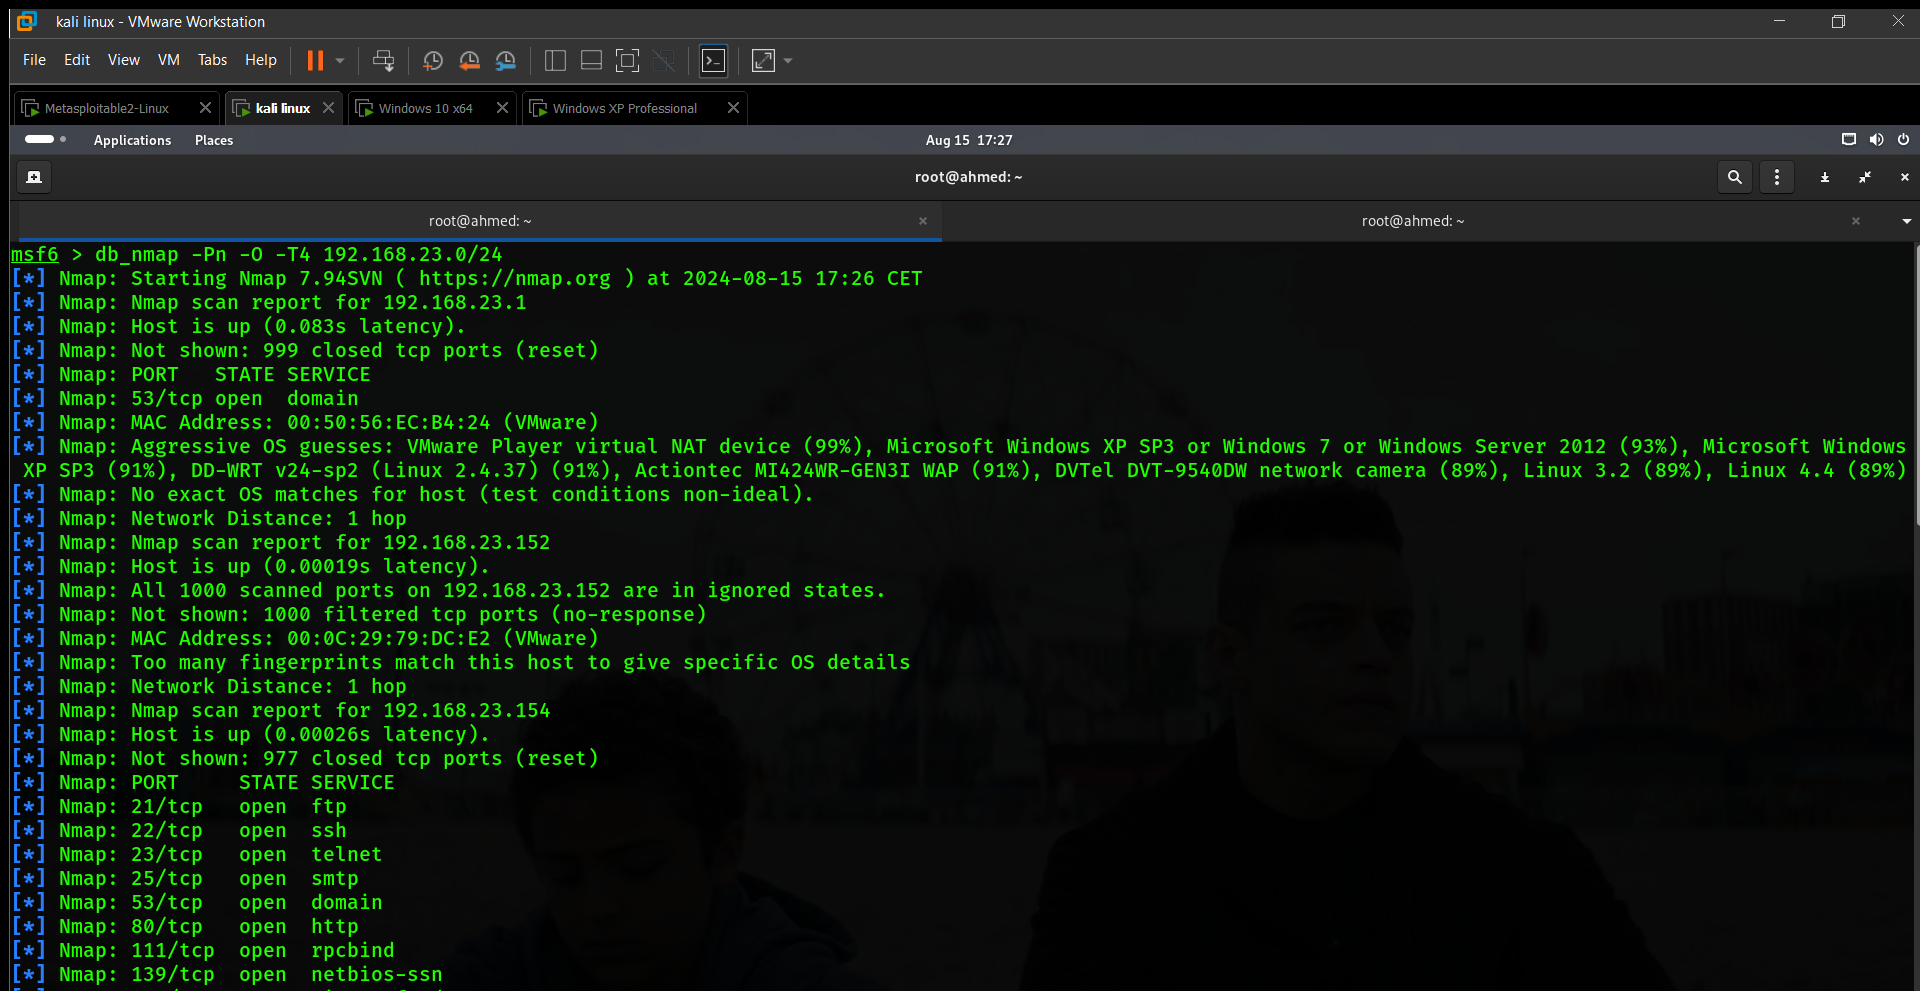 kali linux - VMware Workstation
File Edit View VM Tabs Help
Metasploitable2-Linux kali linux Windows 10 x64 Windows XP Professional
Applications Places Aug 15 17:27
root@ahmed: ~
root@ahmed: ~ root@ahmed: ~
msf6 > db_nmap -Pn -O -T4 192.168.23.0/24
[*] Nmap: Starting Nmap 7.94SVN ( https://nmap.org ) at 2024-08-15 17:26 CET
[*] Nmap: Nmap scan report for 192.168.23.1
[*] Nmap: Host is up (0.083s latency).
[*] Nmap: Not shown: 999 closed tcp ports (reset)
[*] Nmap: PORT   STATE SERVICE
[*] Nmap: 53/tcp open  domain
[*] Nmap: MAC Address: 00:50:56:EC:B4:24 (VMware)
[*] Nmap: Aggressive OS guesses: VMware Player virtual NAT device (99%), Microsoft Windows XP SP3 or Windows 7 or Windows Server 2012 (93%), Microsoft Windows
XP SP3 (91%), DD-WRT v24-sp2 (Linux 2.4.37) (91%), Actiontec MI424WR-GEN3I WAP (91%), DVTel DVT-9540DW network camera (89%), Linux 3.2 (89%), Linux 4.4 (89%)
[*] Nmap: No exact OS matches for host (test conditions non-ideal).
[*] Nmap: Network Distance: 1 hop
[*] Nmap: Nmap scan report for 192.168.23.152
[*] Nmap: Host is up (0.00019s latency).
[*] Nmap: All 1000 scanned ports on 192.168.23.152 are in ignored states.
[*] Nmap: Not shown: 1000 filtered tcp ports (no-response)
[*] Nmap: MAC Address: 00:0C:29:79:DC:E2 (VMware)
[*] Nmap: Too many fingerprints match this host to give specific OS details
[*] Nmap: Network Distance: 1 hop
[*] Nmap: Nmap scan report for 192.168.23.154
[*] Nmap: Host is up (0.00026s latency).
[*] Nmap: Not shown: 977 closed tcp ports (reset)
[*] Nmap: PORT     STATE SERVICE
[*] Nmap: 21/tcp   open  ftp
[*] Nmap: 22/tcp   open  ssh
[*] Nmap: 23/tcp   open  telnet
[*] Nmap: 25/tcp   open  smtp
[*] Nmap: 53/tcp   open  domain
[*] Nmap: 80/tcp   open  http
[*] Nmap: 111/tcp  open  rpcbind
[*] Nmap: 139/tcp  open  netbios-ssn